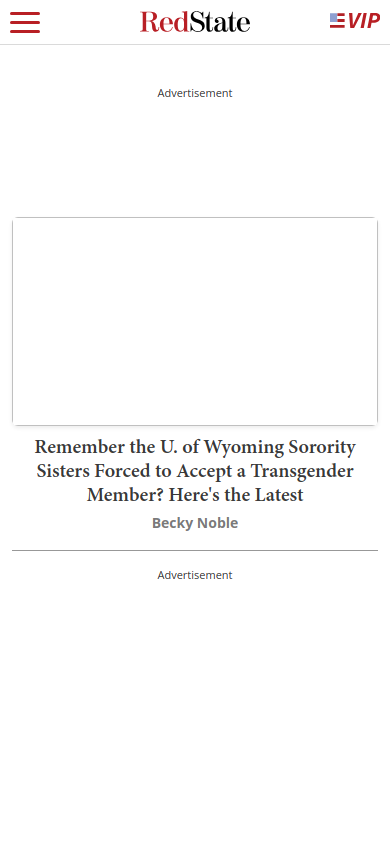 RedState
VIP
Advertisement
Remember the U. of Wyoming Sorority
Sisters Forced to Accept a Transgender
Member? Here's the Latest
Becky Noble
Advertisement